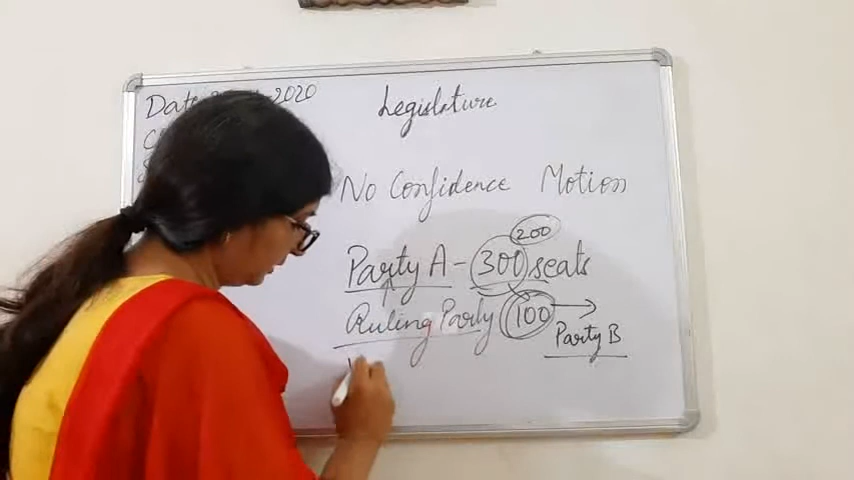 Date 2020
Legislature
No Confidence Motion
200
Party A - 300 seats
Ruling Party 100 →
Party B